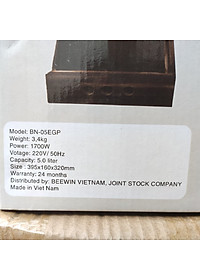 Model: BN-05EGP
Weight: 3,4kg
Power: 1700W
Votage: 220V/ 50Hz
Capacity: 5.0 liter
Size : 395x160x320mm
Warranty : 24 months
Distributed by: BEEWIN VIETNAM, JOINT STOCK COMPANY
Made in Viet Nam